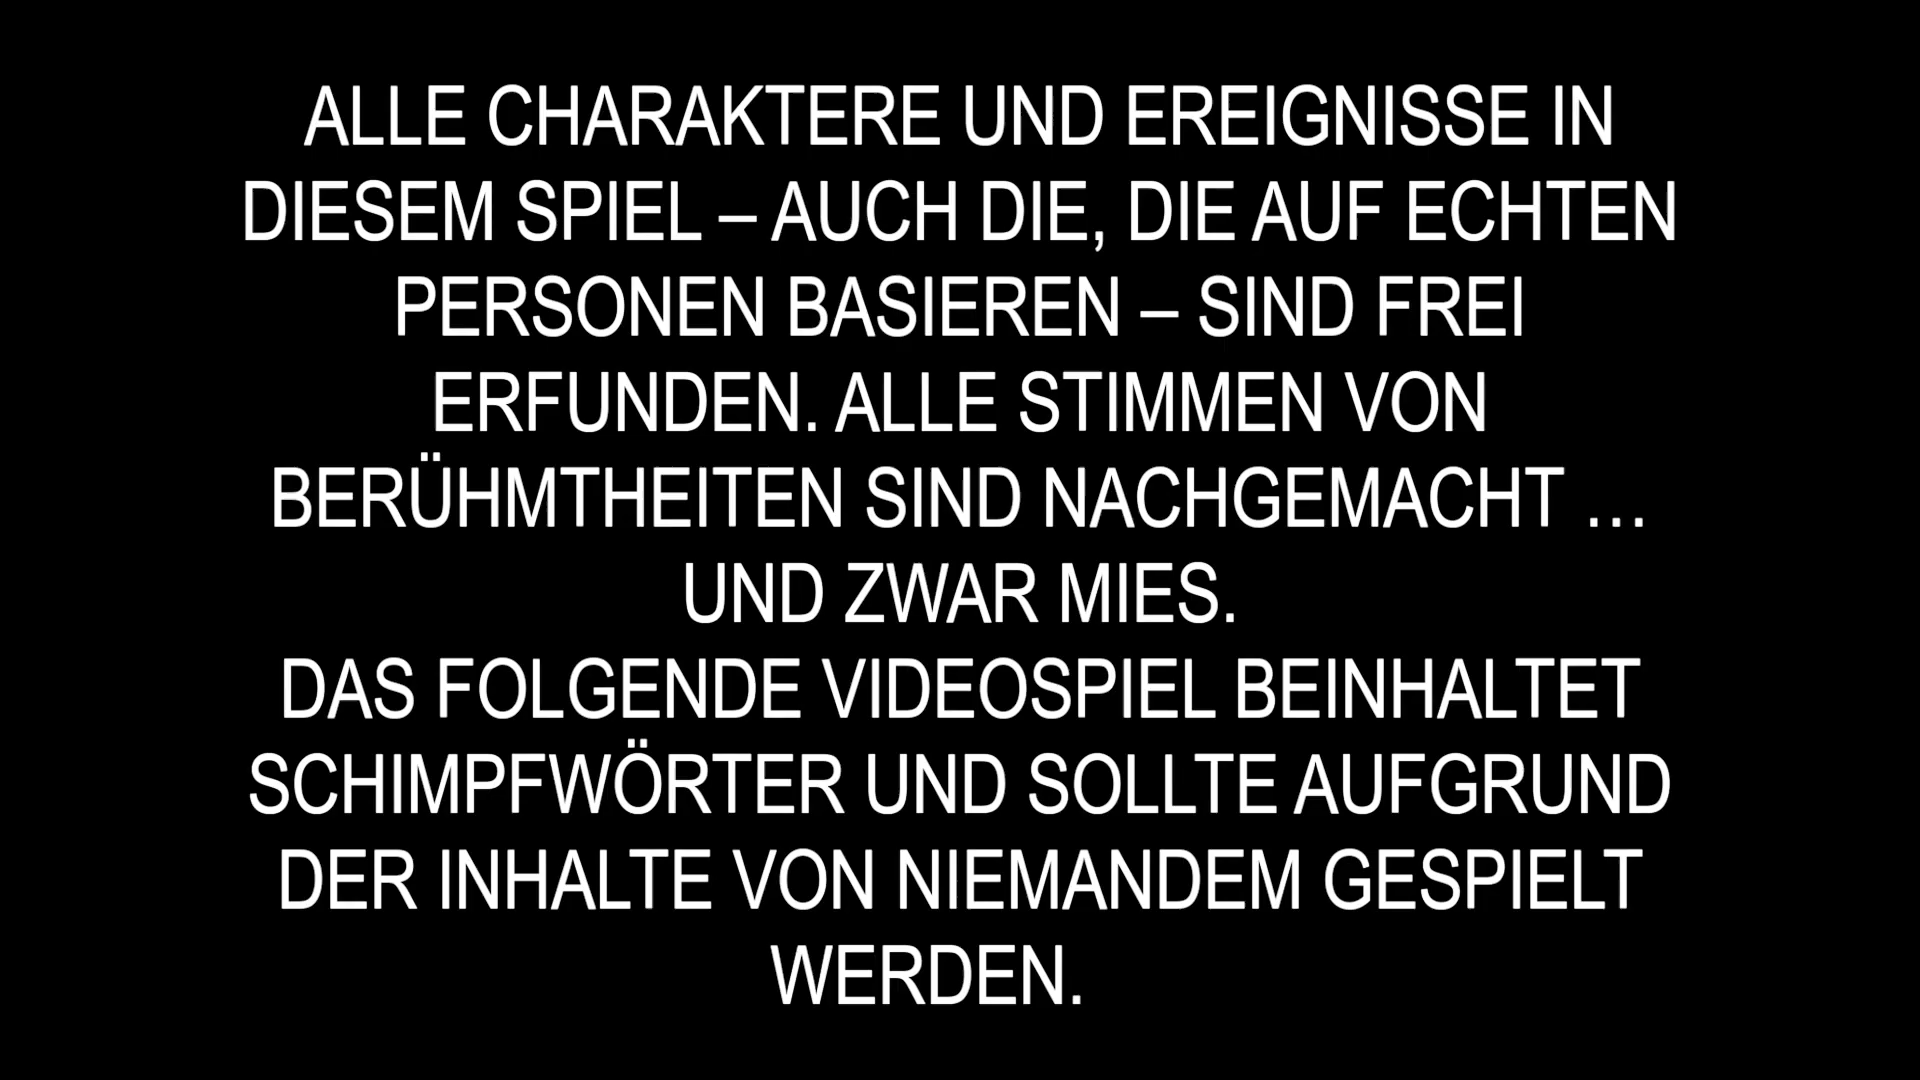 ALLE CHARAKTERE UND EREIGNISSE IN
DIESEM SPIEL – AUCH DIE, DIE AUF ECHTEN
PERSONEN BASIEREN – SIND FREI
ERFUNDEN. ALLE STIMMEN VON
BERÜHMTHEITEN SIND NACHGEMACHT ...
UND ZWAR MIES.
DAS FOLGENDE VIDEOSPIEL BEINHALTET
SCHIMPFWÖRTER UND SOLLTE AUFGRUND
DER INHALTE VON NIEMANDEM GESPIELT
WERDEN.